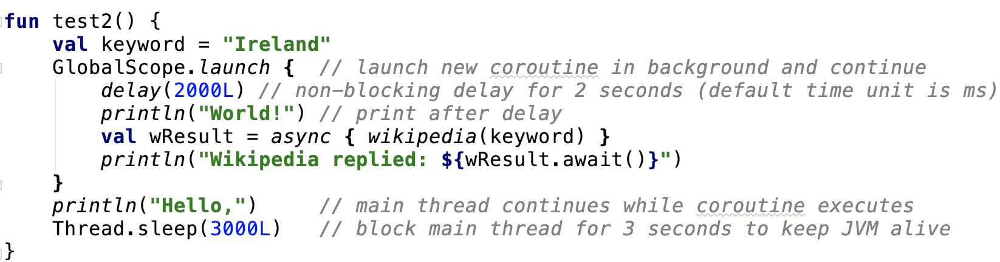 fun test2() {
    val keyword = "Ireland"
    GlobalScope.launch {  // launch new coroutine in background and continue
        delay(2000L) // non-blocking delay for 2 seconds (default time unit is ms)
        println("World!") // print after delay
        val wResult = async { wikipedia(keyword) }
        println("Wikipedia replied: ${wResult.await()}")
    }
    println("Hello,")     // main thread continues while coroutine executes
    Thread.sleep(3000L)   // block main thread for 3 seconds to keep JVM alive
}